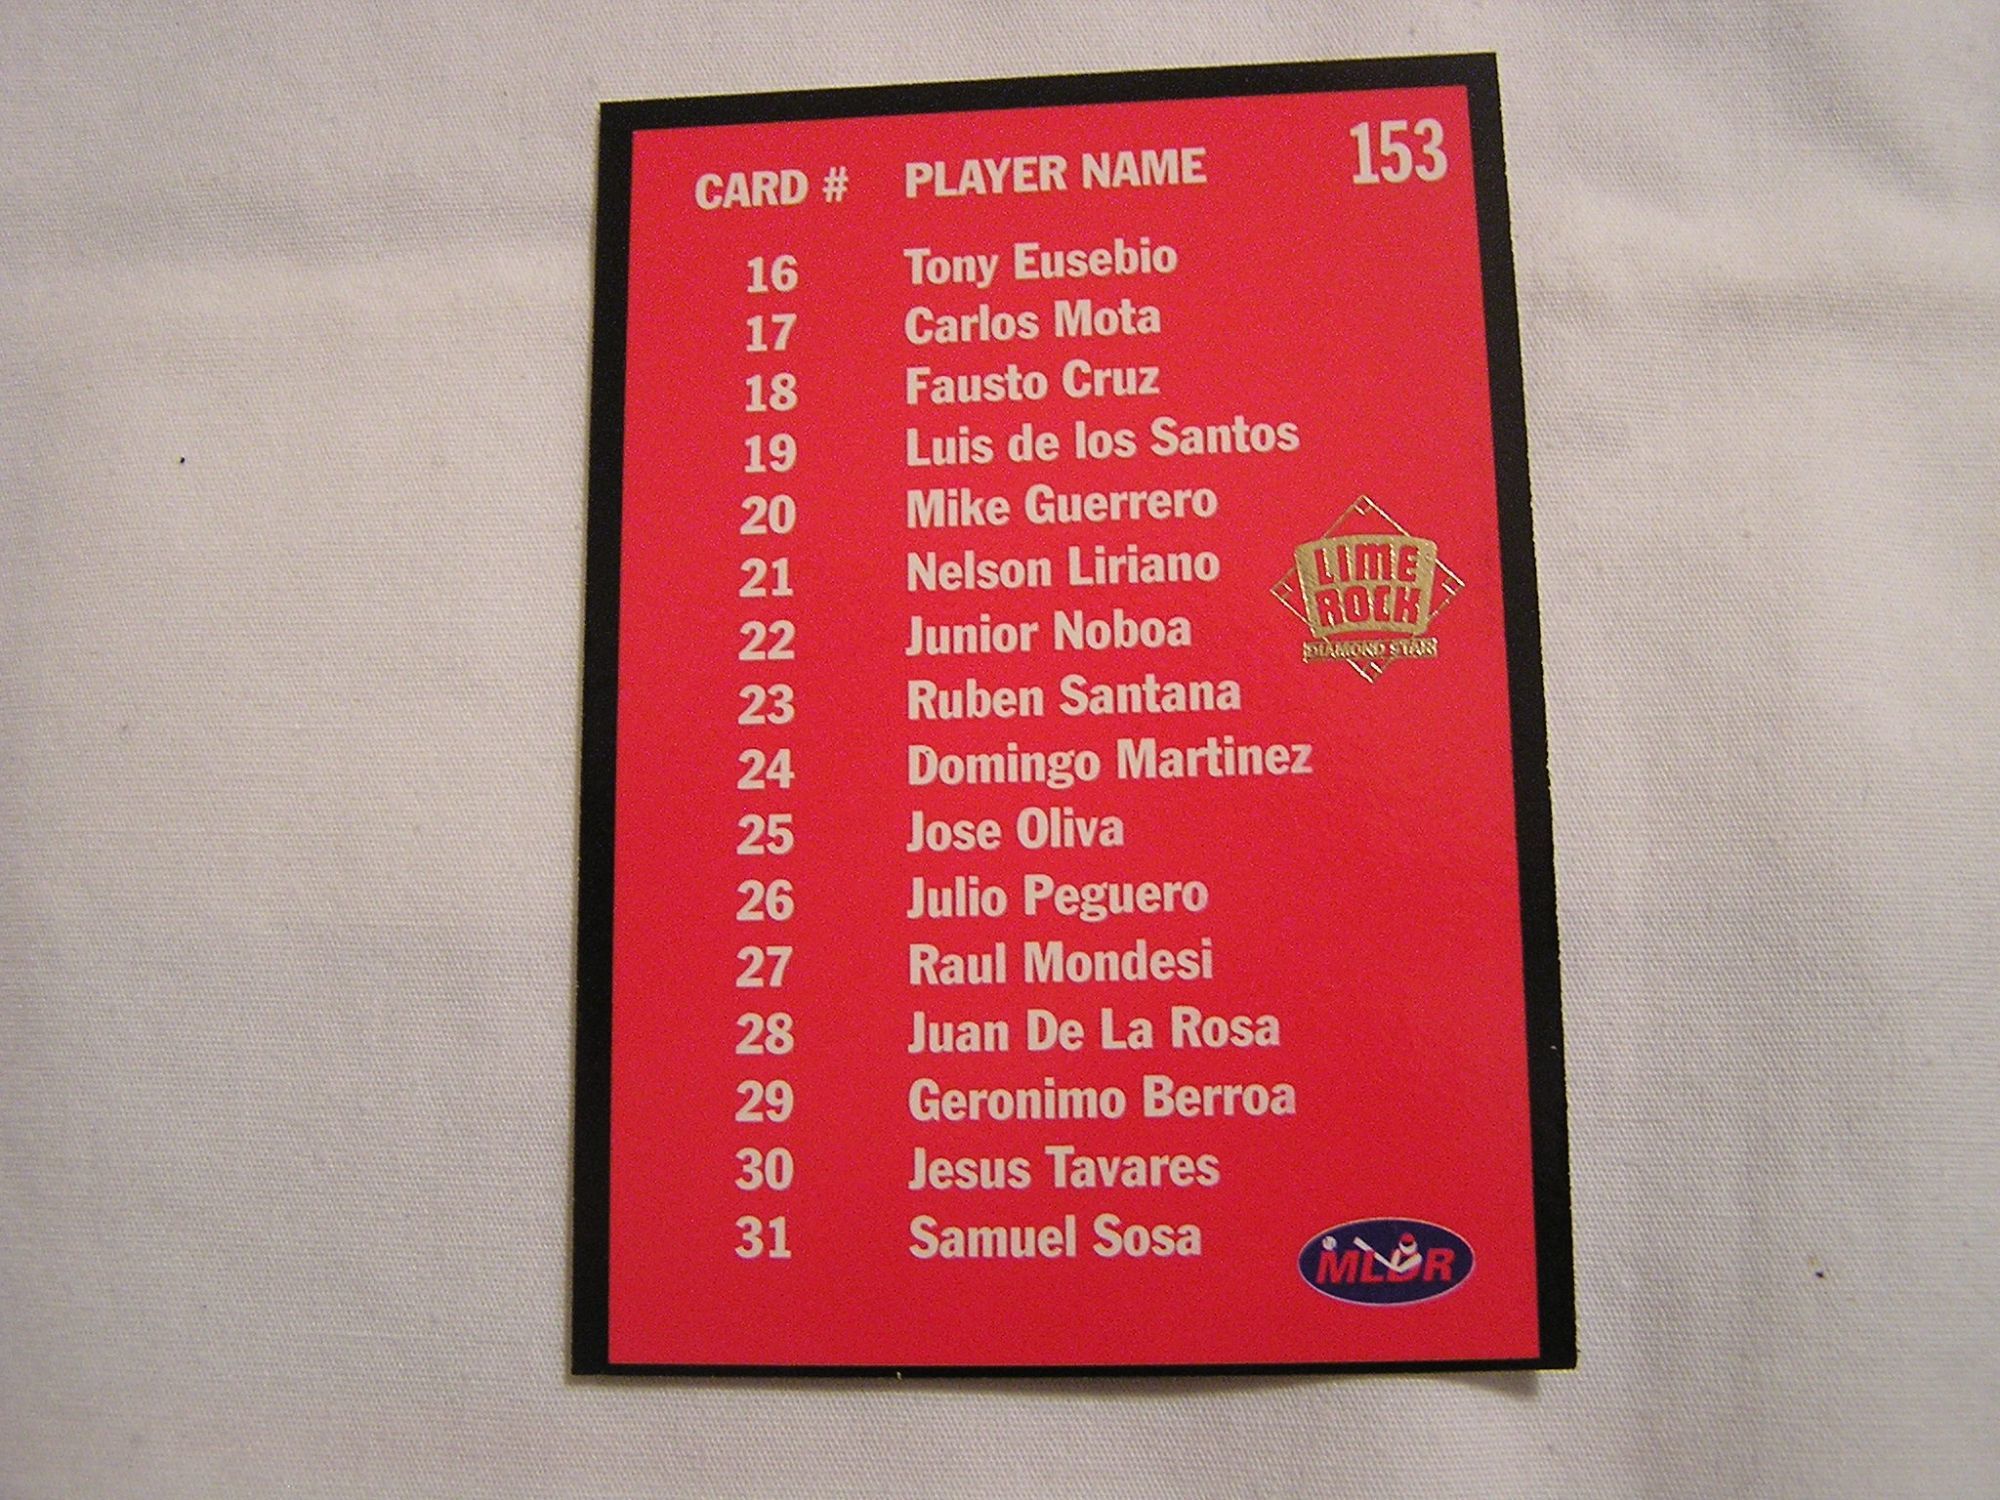 CARD # PLAYER NAME 153
16 Tony Eusebio
17 Carlos Mota
18 Fausto Cruz
19 Luis de los Santos
20 Mike Guerrero
21 Nelson Liriano
22 Junior Noboa
23 Ruben Santana
24 Domingo Martinez
25 Jose Oliva
26 Julio Peguero
27 Raul Mondesi
28 Juan De La Rosa
29 Geronimo Berroa
30 Jesus Tavares
31 Samuel Sosa
LIME
ROCK
DIAMOND STARS
MLDR